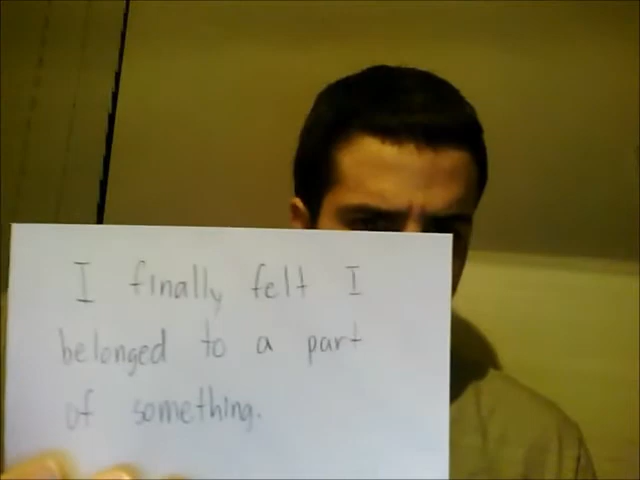 I finally felt I
belonged to a part
of something.